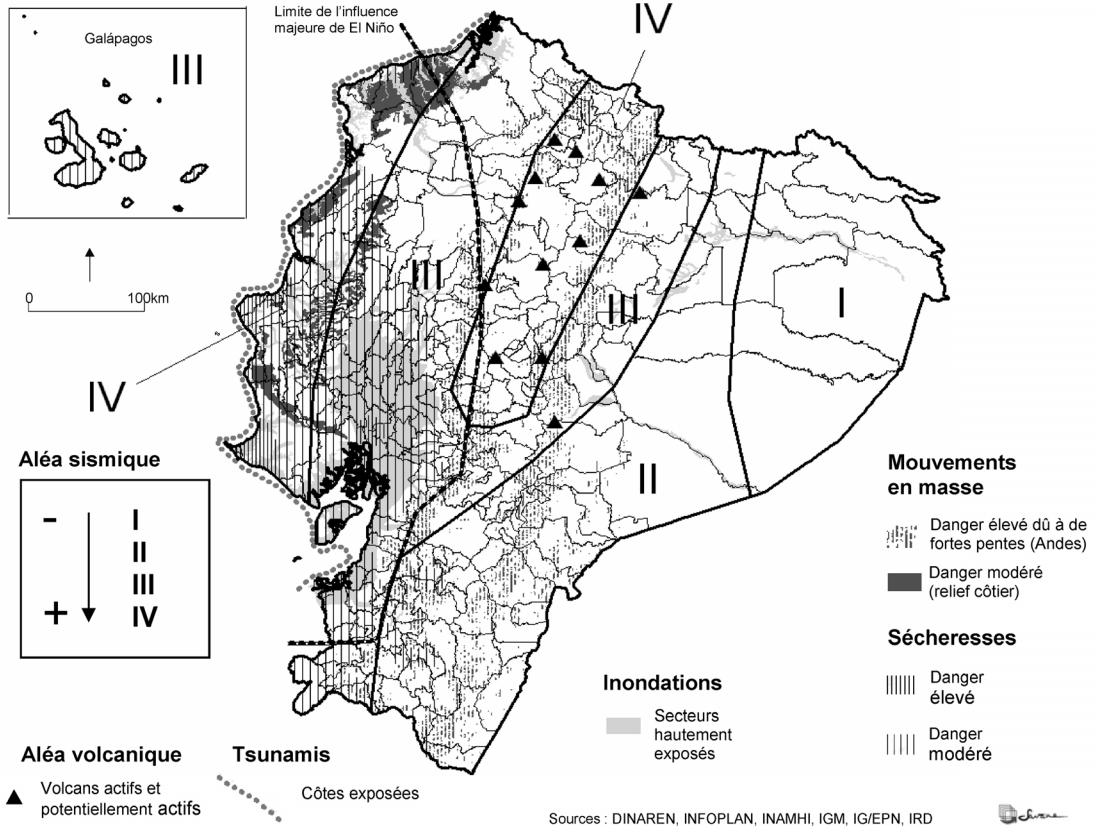 Limite de l'influence
majeure de El Niño
IV
Galápagos
III
0 100km
III
III
I
IV
II
Aléa sismique
- I
II
III
+ IV
Mouvements
en masse
Danger élevé dû à de
fortes pentes (Andes)
Danger modéré
(relief côtier)
Sécheresses
Danger
élevé
Danger
modéré
Inondations
Secteurs
hautement
exposés
Aléa volcanique
Volcans actifs et
potentiellement actifs
Tsunamis
Côtes exposées
Sources : DINAREN, INFOPLAN, INAMHI, IGM, IG/EPN, IRD